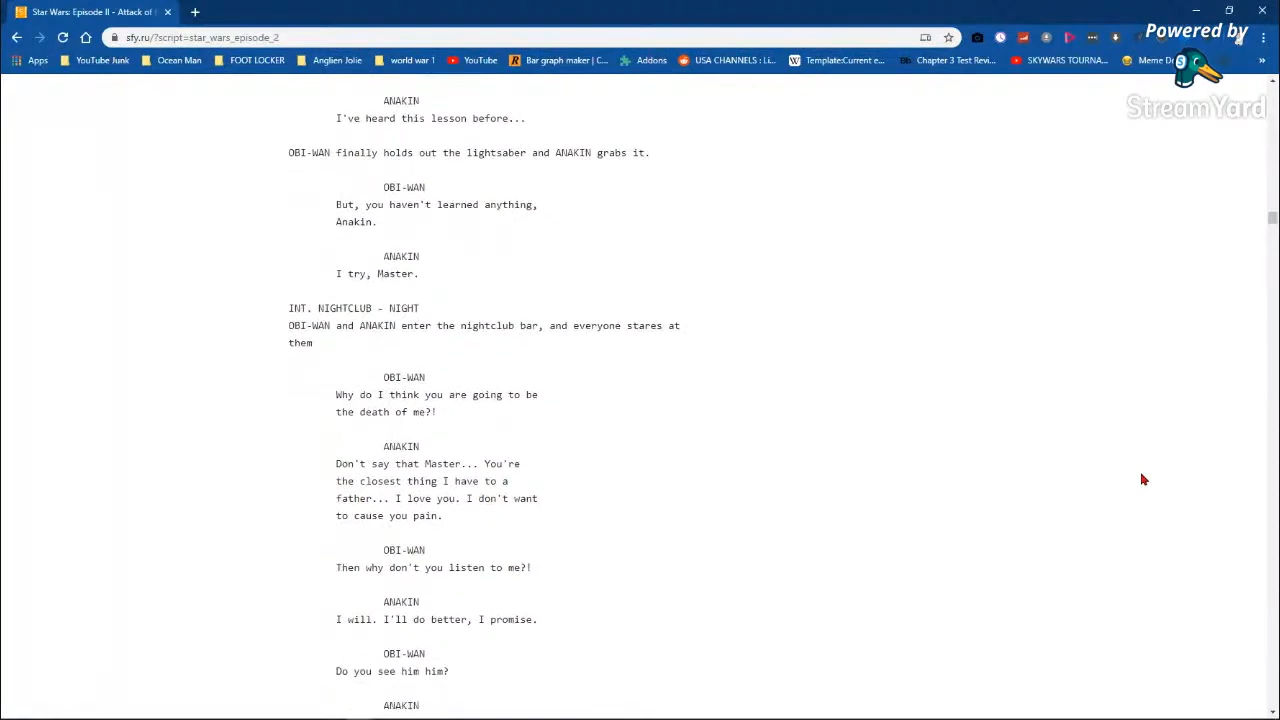 Star Wars: Episode II - Attack of
sfy.ru/?script=star_wars_episode_2
Powered by
Apps
YouTube Junk
Ocean Man
FOOT LOCKER
Anglien Jolie
world war 1
YouTube
Bar graph maker | C...
Addons
USA CHANNELS : Li...
Template:Current e...
Bb Chapter 3 Test Revi...
SKYWARS TOURNA...
Meme De
StreamYard
ANAKIN
I've heard this lesson before...
OBI-WAN finally holds out the lightsaber and ANAKIN grabs it.
OBI-WAN
But, you haven't learned anything,
Anakin.
ANAKIN
I try, Master.
INT. NIGHTCLUB - NIGHT
OBI-WAN and ANAKIN enter the nightclub bar, and everyone stares at
them
OBI-WAN
Why do I think you are going to be
the death of me?!
ANAKIN
Don't say that Master... You're
the closest thing I have to a
father... I love you. I don't want
to cause you pain.
OBI-WAN
Then why don't you listen to me?!
ANAKIN
I will. I'll do better, I promise.
OBI-WAN
Do you see him him?
ANAKIN